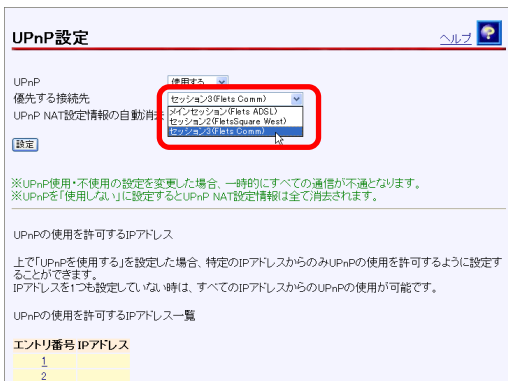 UPnP設定
ヘルプ
UPnP 使用する
優先する接続先 セッション3(Flets Comm)
UPnP NAT設定情報の自動消去
メインセッション(Flets ADSL)
セッション2(FletsSquare West)
セッション3(Flets Comm)
設定
※UPnP使用・不使用の設定を変更した場合、一時的にすべての通信が不通となります。
※UPnPを「使用しない」に設定するとUPnP NAT設定情報は全て消去されます。
UPnPの使用を許可するIPアドレス
上で「UPnPを使用する」を設定した場合、特定のIPアドレスからのみUPnPの使用を許可するように設定す
ることができます。
IPアドレスを1つも設定していない時は、すべてのIPアドレスからのUPnPの使用が可能です。
UPnPの使用を許可するIPアドレス一覧
エントリ番号 IPアドレス
1
2